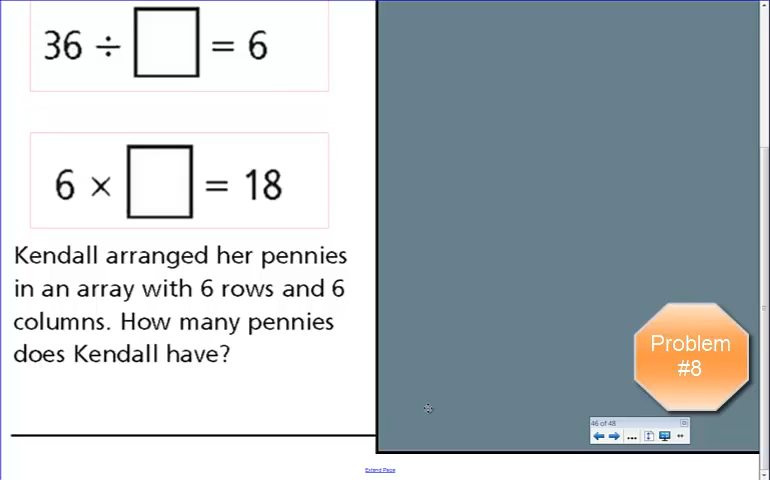 36 ÷ □ = 6
6 × □ = 18
Kendall arranged her pennies
in an array with 6 rows and 6
columns. How many pennies
does Kendall have?
Problem
#8
46 of 48
Extend Page